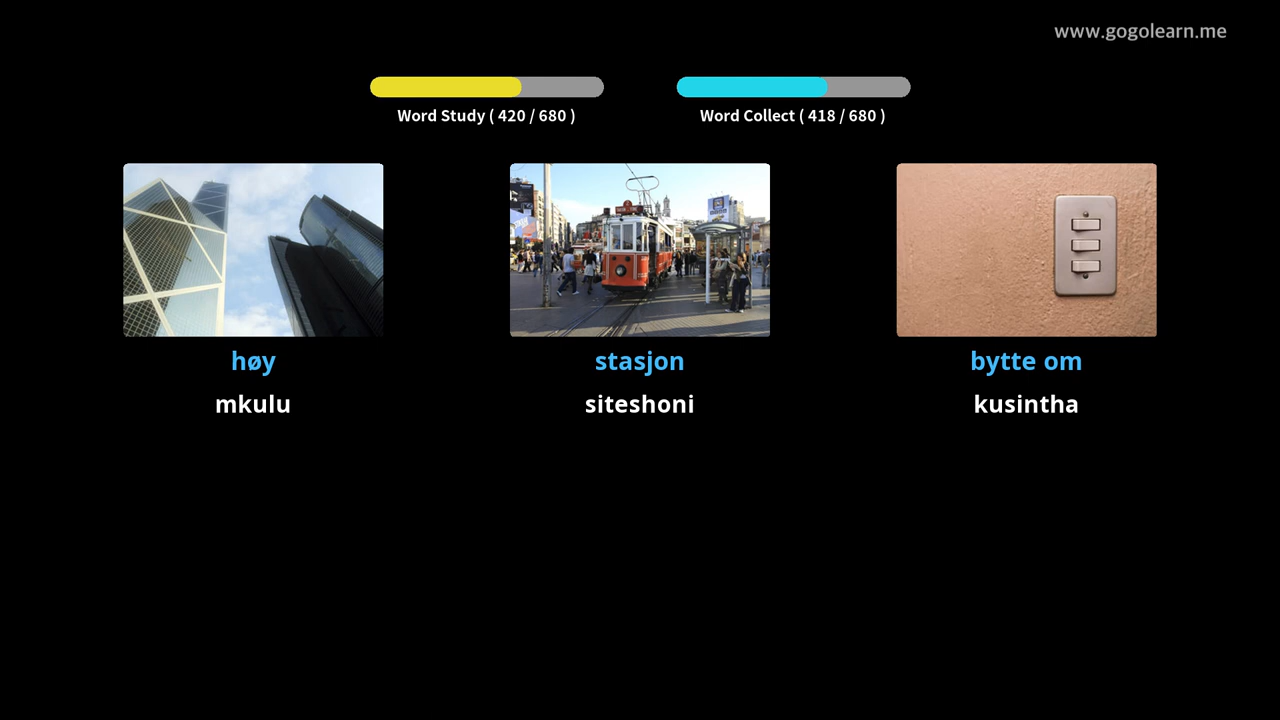 www.gogolearn.me
Word Study ( 420 / 680 )
Word Collect ( 418 / 680 )
høy
stasjon
bytte om
mkulu
siteshoni
kusintha